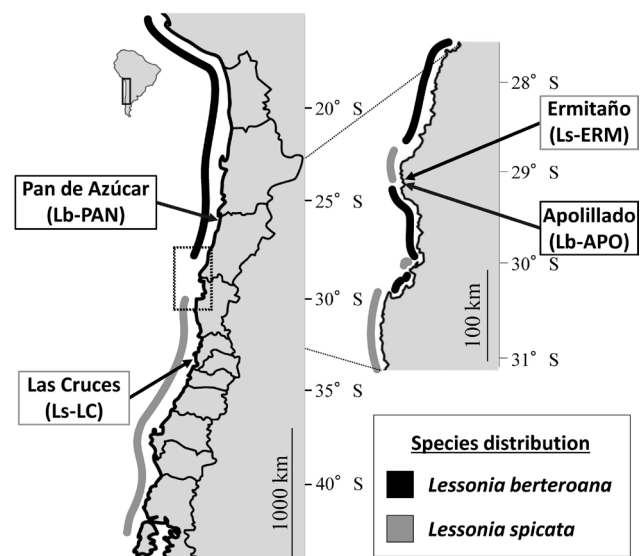 20° S
25° S
30° S
35° S
40° S
Pan de Azúcar
(Lb-PAN)
Las Cruces
(Ls-LC)
1000 km
28° S
29° S
30° S
31° S
Ermitaño
(Ls-ERM)
Apolillado
(Lb-APO)
100 km
Species distribution
Lessonia berteroana
Lessonia spicata